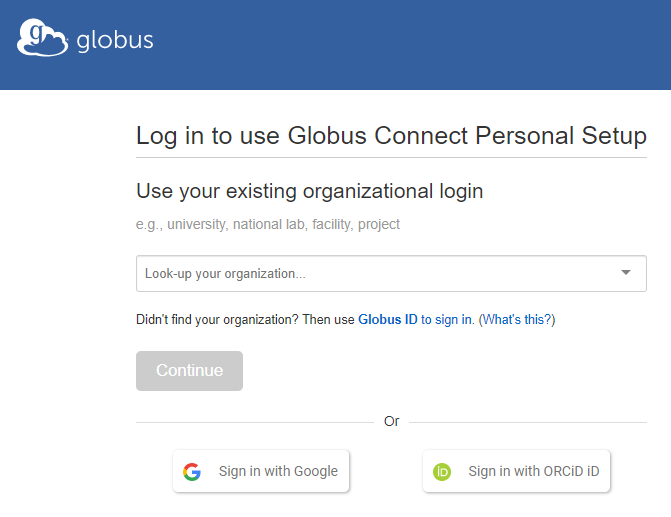 globus
Log in to use Globus Connect Personal Setup
Use your existing organizational login
e.g., university, national lab, facility, project
Look-up your organization...
Didn't find your organization? Then use Globus ID to sign in. (What's this?)
Continue
Or
Sign in with Google
Sign in with ORCiD iD